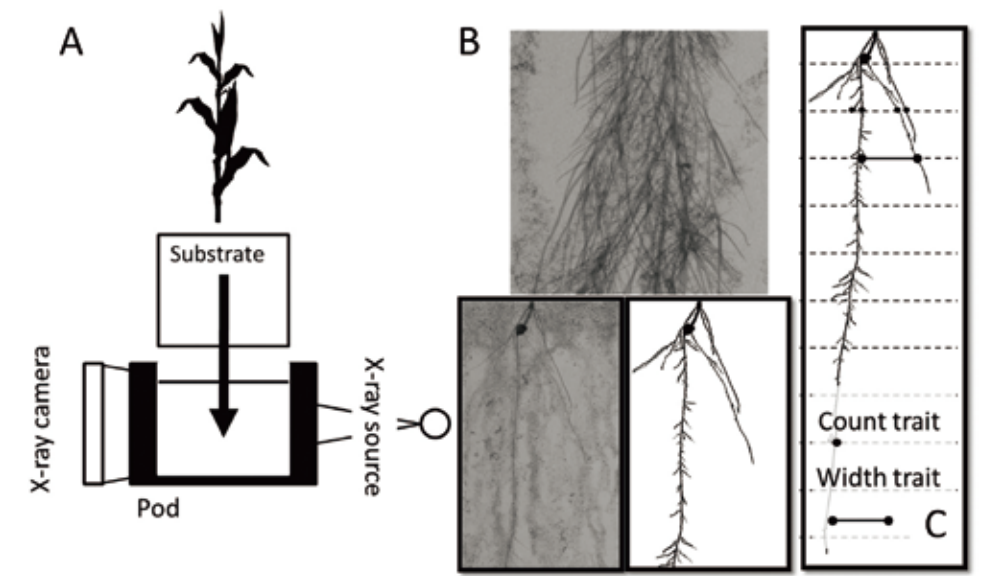 A
Substrate
X-ray camera
X-ray source
Pod
B
Count trait
Width trait
C